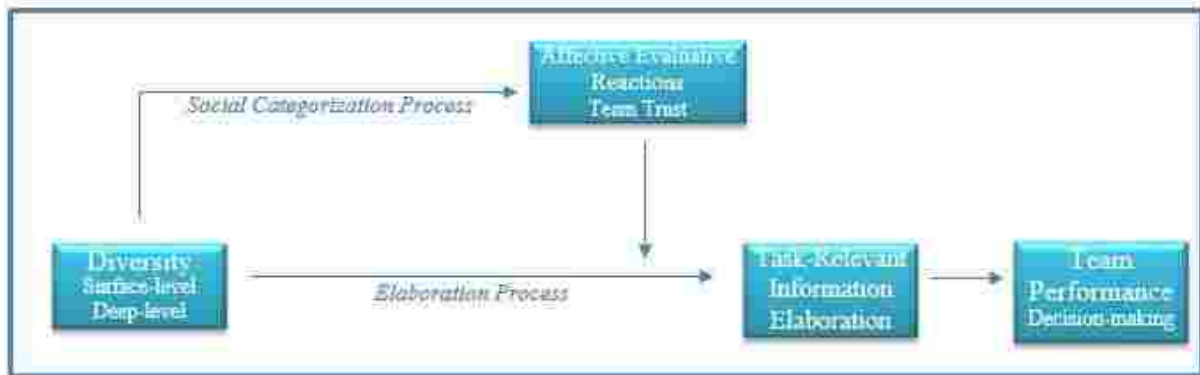 Affective Evaluative
Reactions
Team Trust
Social Categorization Process
Diversity
Surface-level
Deep-level
Elaboration Process
Task-Relevant
Information
Elaboration
Team
Performance
Decision-making